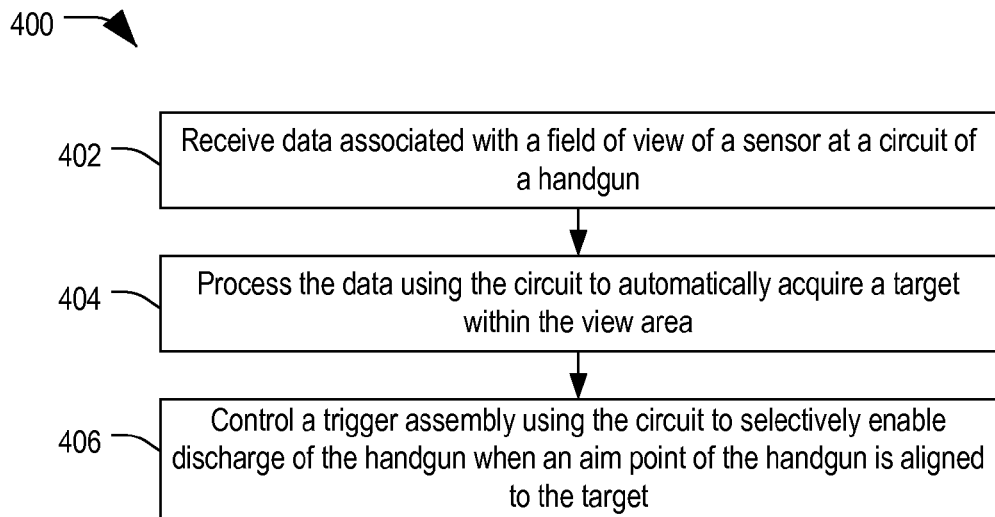 400
402
Receive data associated with a field of view of a sensor at a circuit of
a handgun
404
Process the data using the circuit to automatically acquire a target
within the view area
406
Control a trigger assembly using the circuit to selectively enable
discharge of the handgun when an aim point of the handgun is aligned
to the target